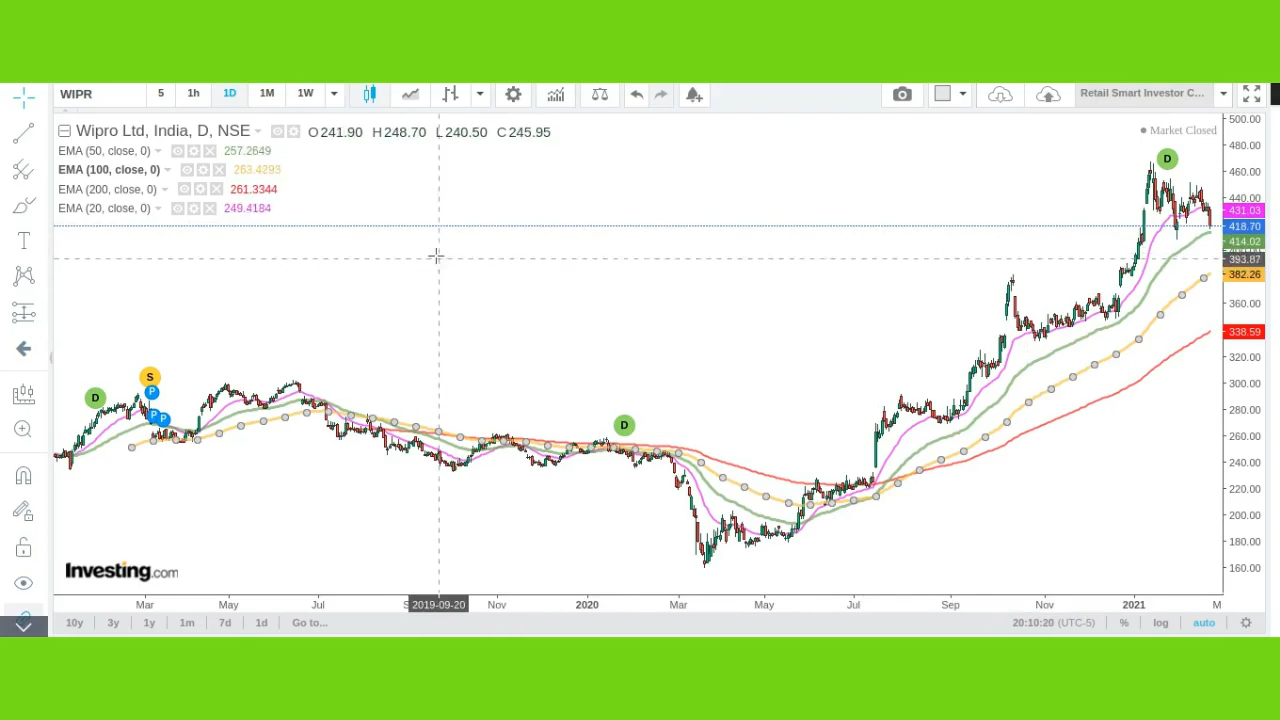 WIPR 5 1h 1D 1M 1W Retail Smart Investor C...
Wipro Ltd, India, D, NSE O 241.90 H 248.70 L 240.50 C 245.95
Market Closed
EMA (50, close, 0) 257.2649
EMA (100, close, 0) 263.4293
EMA (200, close, 0) 261.3344
EMA (20, close, 0) 249.4184
500.00
480.00
460.00
440.00
431.03
418.70
414.02
393.87
382.26
360.00
338.59
320.00
300.00
280.00
260.00
240.00
220.00
200.00
180.00
160.00
D
S
P
D
P P
D
T
Investing.com
Mar May Jul S 2019-09-20 Nov 2020 Mar May Jul Sep Nov 2021 M
10y 3y 1y 1m 7d 1d Go to... 20:10:20 (UTC-5) % log auto